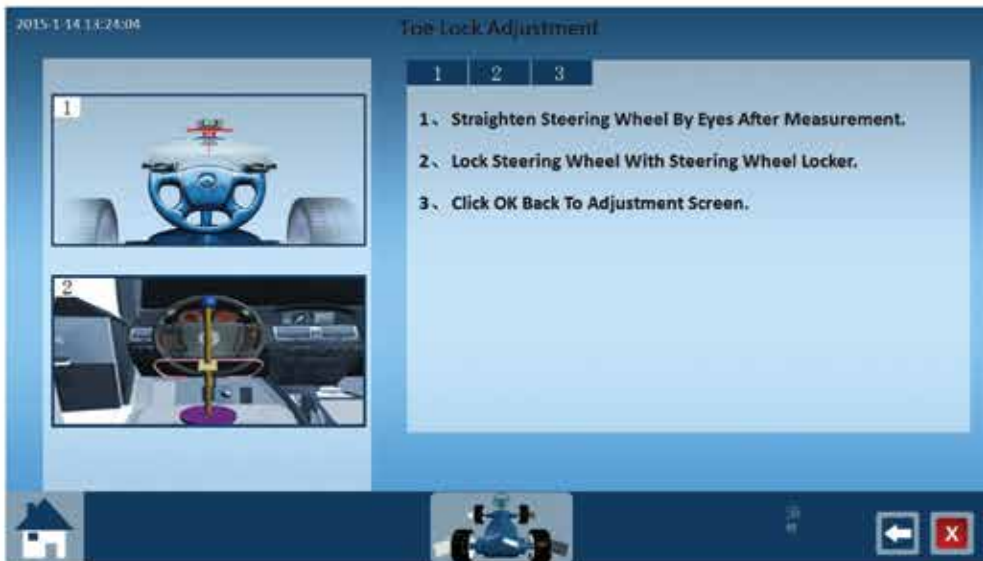 2015-1-14.13:24:04
Toe Lock Adjustment
1 2 3
1
1、 Straighten Steering Wheel By Eyes After Measurement.
2、 Lock Steering Wheel With Steering Wheel Locker.
3、 Click OK Back To Adjustment Screen.
2
X